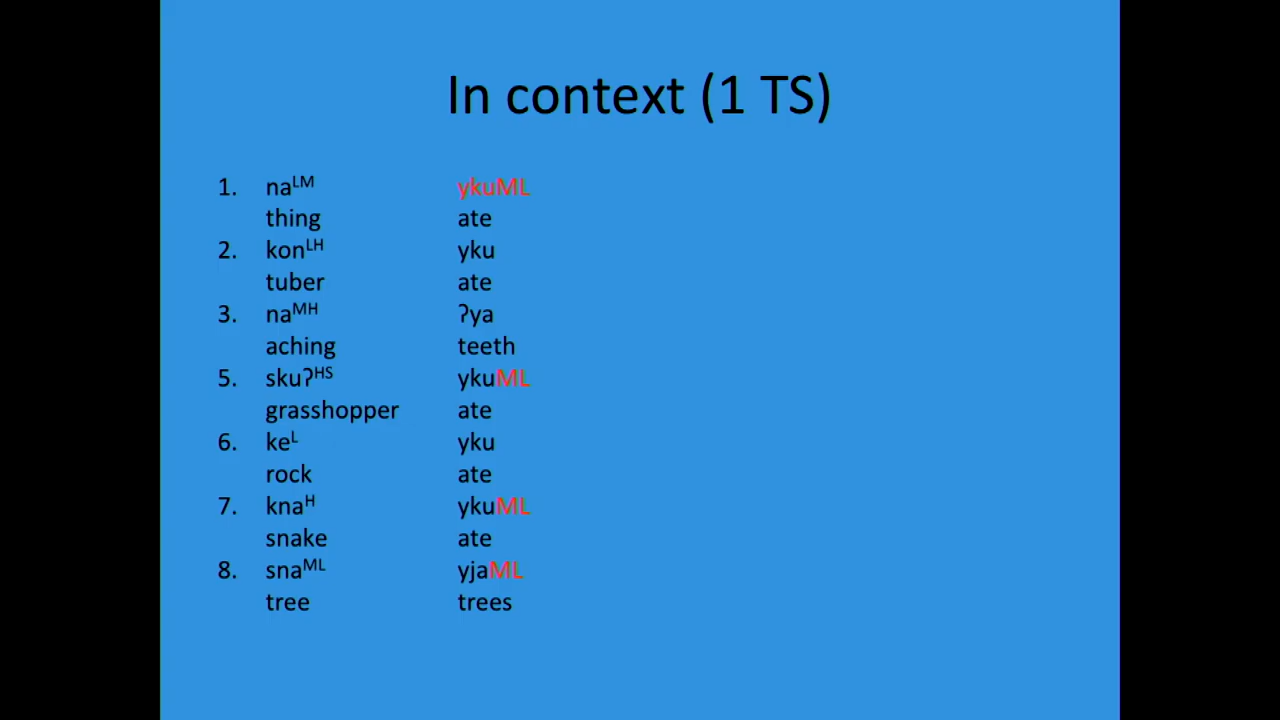 In context (1 TS)
1. naᴸᴹ ykuML
thing ate
2. konᴸᴴ yku
tuber ate
3. naᴹᴴ ʔya
aching teeth
5. skuʔᴴˢ ykuML
grasshopper ate
6. keᴸ yku
rock ate
7. knaᴴ ykuML
snake ate
8. snaᴹᴸ yjaML
tree trees